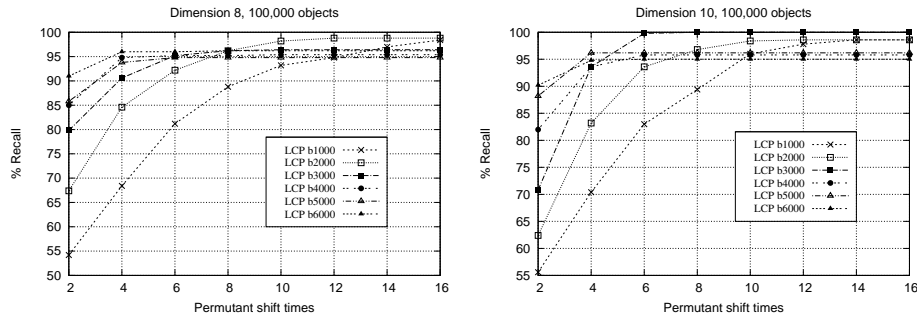 Dimension 8, 100,000 objects
% Recall
100
95
90
85
80
75
70
65
60
55
50
LCP b1000
LCP b2000
LCP b3000
LCP b4000
LCP b5000
LCP b6000
2 4 6 8 10 12 14 16
Permutant shift times
Dimension 10, 100,000 objects
% Recall
100
95
90
85
80
75
70
65
60
55
LCP b1000
LCP b2000
LCP b3000
LCP b4000
LCP b5000
LCP b6000
2 4 6 8 10 12 14 16
Permutant shift times